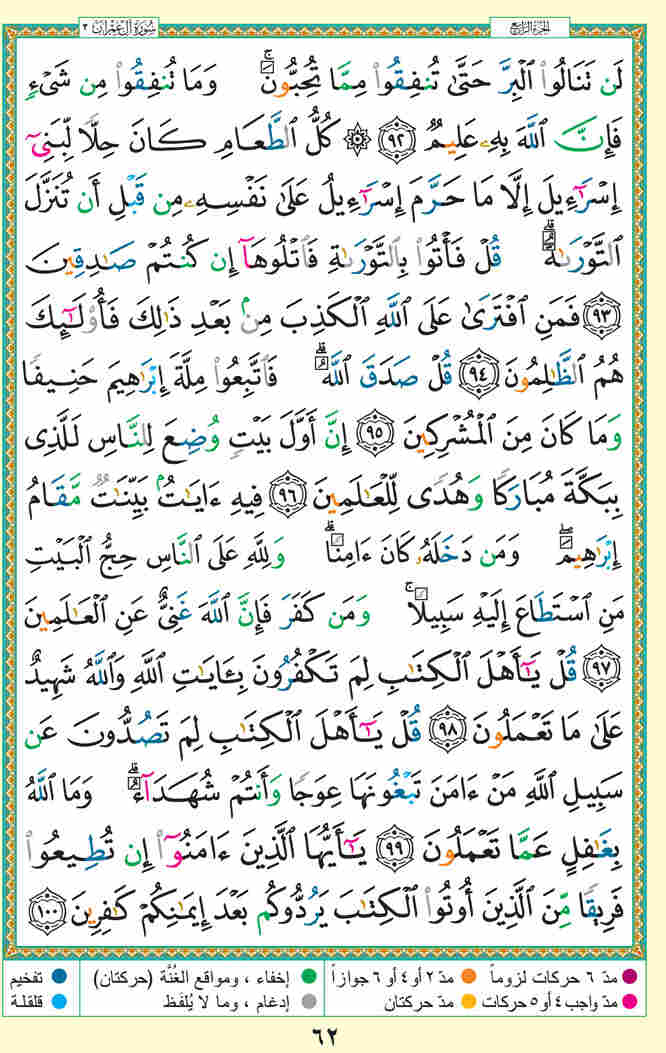 الجزء الرابع
سورة آل عمران ٣
لَن تَنَالُوا۟ ٱلْبِرَّ حَتَّىٰ تُنفِقُوا۟ مِمَّا تُحِبُّونَ ۚ وَمَا تُنفِقُوا۟ مِن شَىْءٍ
فَإِنَّ ٱللَّهَ بِهِۦ عَلِيمٌ ﴿٩٢﴾ ۞ كُلُّ ٱلطَّعَامِ كَانَ حِلًّا لِّبَنِىٓ
إِسْرَٰٓءِيلَ إِلَّا مَا حَرَّمَ إِسْرَٰٓءِيلُ عَلَىٰ نَفْسِهِۦ مِن قَبْلِ أَن تُنَزَّلَ
ٱلتَّوْرَىٰةُ ۗ قُلْ فَأْتُوا۟ بِٱلتَّوْرَىٰةِ فَٱتْلُوهَآ إِن كُنتُمْ صَـٰدِقِينَ
﴿٩٣﴾ فَمَنِ ٱفْتَرَىٰ عَلَى ٱللَّهِ ٱلْكَذِبَ مِنۢ بَعْدِ ذَٰلِكَ فَأُو۟لَـٰٓئِكَ
هُمُ ٱلظَّـٰلِمُونَ ﴿٩٤﴾ قُلْ صَدَقَ ٱللَّهُ ۗ فَٱتَّبِعُوا۟ مِلَّةَ إِبْرَٰهِيمَ حَنِيفًا
وَمَا كَانَ مِنَ ٱلْمُشْرِكِينَ ﴿٩٥﴾ إِنَّ أَوَّلَ بَيْتٍ وُضِعَ لِلنَّاسِ لَلَّذِى
بِبَكَّةَ مُبَارَكًا وَهُدًى لِّلْعَـٰلَمِينَ ﴿٩٦﴾ فِيهِ ءَايَـٰتٌۢ بَيِّنَـٰتٌ مَّقَامُ
إِبْرَٰهِيمَ ۖ وَمَن دَخَلَهُۥ كَانَ ءَامِنًا ۗ وَلِلَّهِ عَلَى ٱلنَّاسِ حِجُّ ٱلْبَيْتِ
مَنِ ٱسْتَطَاعَ إِلَيْهِ سَبِيلًا ۚ وَمَن كَفَرَ فَإِنَّ ٱللَّهَ غَنِىٌّ عَنِ ٱلْعَـٰلَمِينَ
﴿٩٧﴾ قُلْ يَـٰٓأَهْلَ ٱلْكِتَـٰبِ لِمَ تَكْفُرُونَ بِـَٔايَـٰتِ ٱللَّهِ وَٱللَّهُ شَهِيدٌ
عَلَىٰ مَا تَعْمَلُونَ ﴿٩٨﴾ قُلْ يَـٰٓأَهْلَ ٱلْكِتَـٰبِ لِمَ تَصُدُّونَ عَن
سَبِيلِ ٱللَّهِ مَنْ ءَامَنَ تَبْغُونَهَا عِوَجًا وَأَنتُمْ شُهَدَآءُ ۗ وَمَا ٱللَّهُ
بِغَـٰفِلٍ عَمَّا تَعْمَلُونَ ﴿٩٩﴾ يَـٰٓأَيُّهَا ٱلَّذِينَ ءَامَنُوٓا۟ إِن تُطِيعُوا۟
فَرِيقًا مِّنَ ٱلَّذِينَ أُوتُوا۟ ٱلْكِتَـٰبَ يَرُدُّوكُم بَعْدَ إِيمَـٰنِكُمْ كَـٰفِرِينَ ﴿١٠٠﴾
مدّ ٦ حركات لزوماً مدّ ٢ أو ٤ أو ٦ جوازاً إخفاء ، ومواقع الغُنَّة (حركتان) تفخيم
مدّ واجب ٤ أو ٥ حركات مدّ حركتان إدغام ، وما لا يُلفَظ قلقلة
٦٢